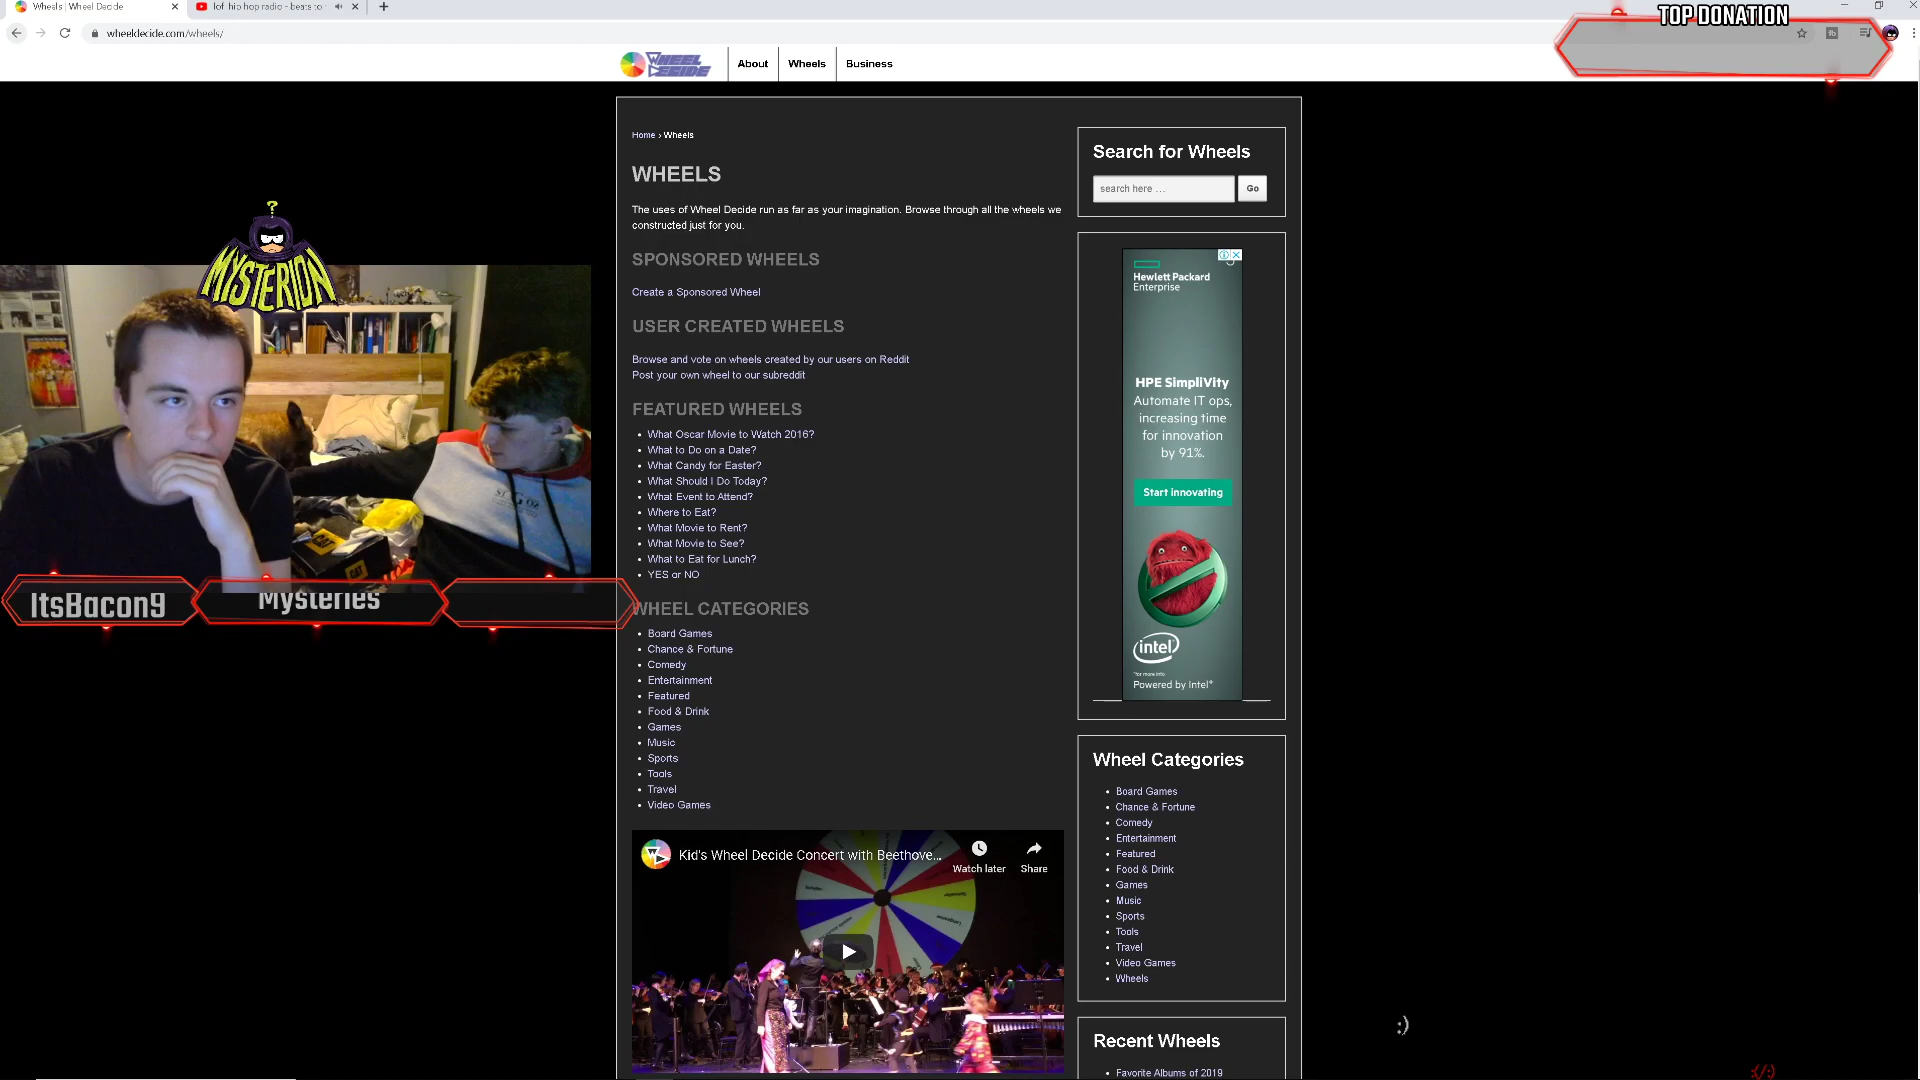 Wheels | Wheel Decide
lofi hip hop radio - beats to
wheeldecide.com/wheels/
TOP DONATION
WHEEL DECIDE
About
Wheels
Business
Home › Wheels
WHEELS
The uses of Wheel Decide run as far as your imagination. Browse through all the wheels we
constructed just for you.
SPONSORED WHEELS
Create a Sponsored Wheel
USER CREATED WHEELS
Browse and vote on wheels created by our users on Reddit
Post your own wheel to our subreddit
FEATURED WHEELS
What Oscar Movie to Watch 2016?
What to Do on a Date?
What Candy for Easter?
What Should I Do Today?
What Event to Attend?
Where to Eat?
What Movie to Rent?
What Movie to See?
What to Eat for Lunch?
YES or NO
WHEEL CATEGORIES
Board Games
Chance & Fortune
Comedy
Entertainment
Featured
Food & Drink
Games
Music
Sports
Tools
Travel
Video Games
Kid's Wheel Decide Concert with Beethove...
Watch later
Share
Search for Wheels
search here ...
Go
Hewlett Packard
Enterprise
HPE SimpliVity
Automate IT ops,
increasing time
for innovation
by 91%.
Start innovating
intel
*for more info
Powered by Intel®
Wheel Categories
Board Games
Chance & Fortune
Comedy
Entertainment
Featured
Food & Drink
Games
Music
Sports
Tools
Travel
Video Games
Wheels
Recent Wheels
Favorite Albums of 2019
?
MYSTERION
CAT
CAT
ItsBacon9
Mysteries
:)
:(/:)